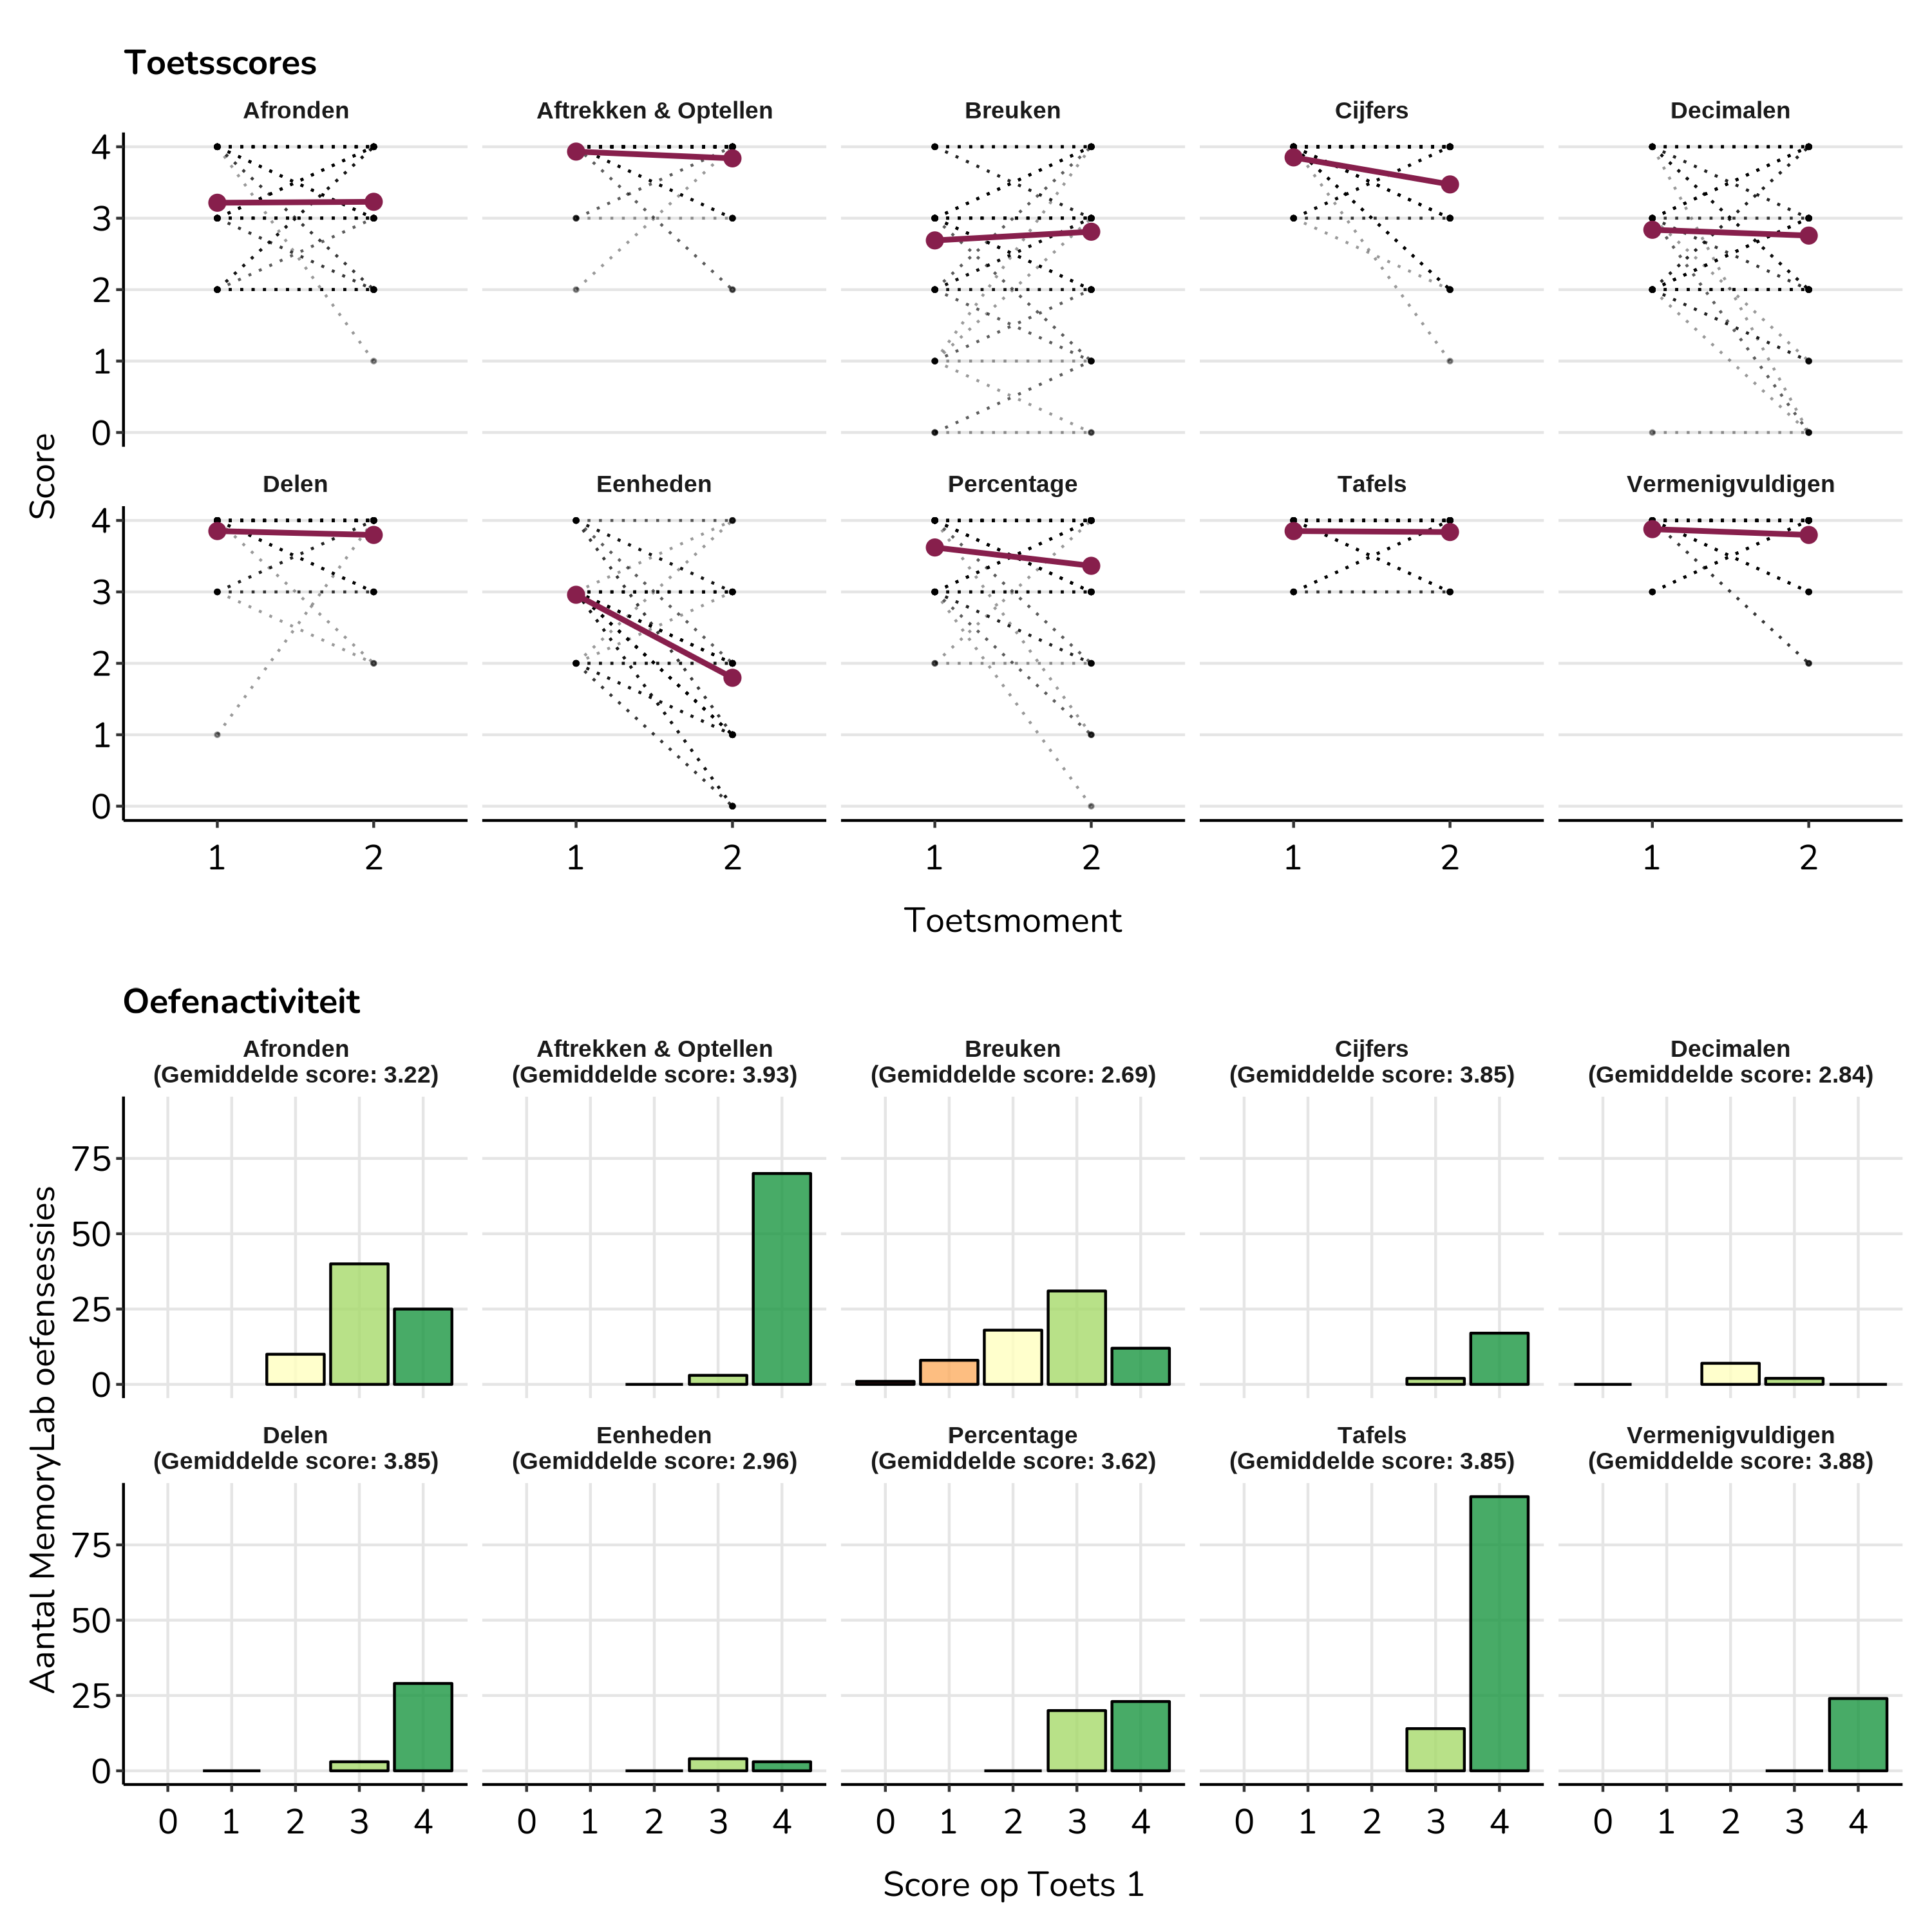 Toetsscores
Afronden
Aftrekken & Optellen
Breuken
Cijfers
Decimalen
4
3
2
1
0
Score
Delen
Eenheden
Percentage
Tafels
Vermenigvuldigen
4
3
2
1
0
1 2 1 2 1 2 1 2 1 2
Toetsmoment
Oefenactiviteit
Afronden
(Gemiddelde score: 3.22)
Aftrekken & Optellen
(Gemiddelde score: 3.93)
Breuken
(Gemiddelde score: 2.69)
Cijfers
(Gemiddelde score: 3.85)
Decimalen
(Gemiddelde score: 2.84)
75
50
25
0
Aantal MemoryLab oefensessies
Delen
(Gemiddelde score: 3.85)
Eenheden
(Gemiddelde score: 2.96)
Percentage
(Gemiddelde score: 3.62)
Tafels
(Gemiddelde score: 3.85)
Vermenigvuldigen
(Gemiddelde score: 3.88)
75
50
25
0
0 1 2 3 4 0 1 2 3 4 0 1 2 3 4 0 1 2 3 4 0 1 2 3 4
Score op Toets 1